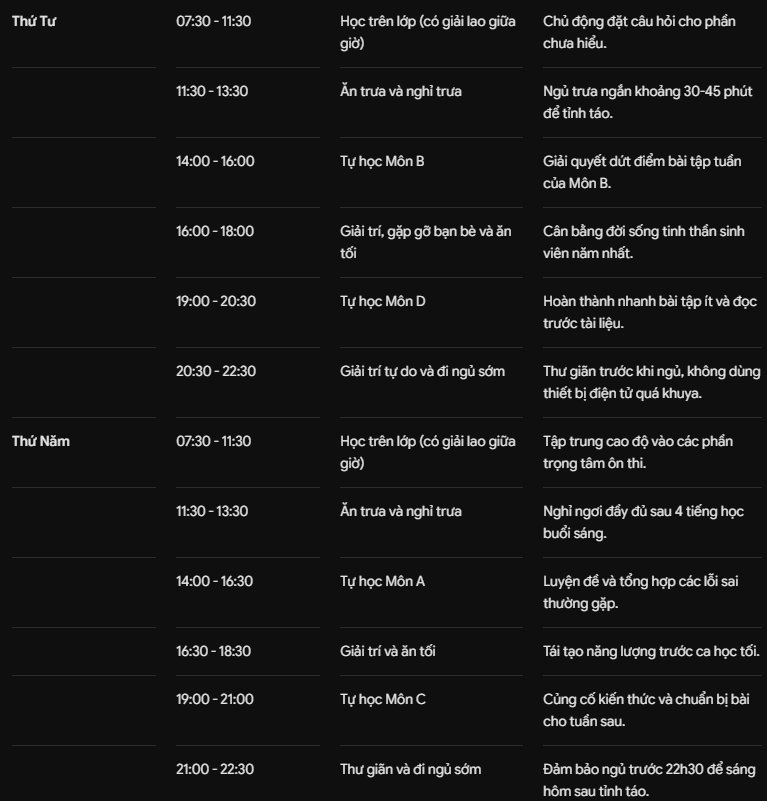 Thứ Tư 07:30 - 11:30 Học trên lớp (có giải lao giữa Chủ động đặt câu hỏi cho phần
giờ) chưa hiểu.
11:30 - 13:30 Ăn trưa và nghỉ trưa Ngủ trưa ngắn khoảng 30-45 phút
để tỉnh táo.
14:00 - 16:00 Tự học Môn B Giải quyết dứt điểm bài tập tuần
của Môn B.
16:00 - 18:00 Giải trí, gặp gỡ bạn bè và ăn Cân bằng đời sống tinh thần sinh
tối viên năm nhất.
19:00 - 20:30 Tự học Môn D Hoàn thành nhanh bài tập ít và đọc
trước tài liệu.
20:30 - 22:30 Giải trí tự do và đi ngủ sớm Thư giãn trước khi ngủ, không dùng
thiết bị điện tử quá khuya.
Thứ Năm 07:30 - 11:30 Học trên lớp (có giải lao giữa Tập trung cao độ vào các phần
giờ) trọng tâm ôn thi.
11:30 - 13:30 Ăn trưa và nghỉ trưa Nghỉ ngơi đầy đủ sau 4 tiếng học
buổi sáng.
14:00 - 16:30 Tự học Môn A Luyện đề và tổng hợp các lỗi sai
thường gặp.
16:30 - 18:30 Giải trí và ăn tối Tái tạo năng lượng trước ca học tối.
19:00 - 21:00 Tự học Môn C Củng cố kiến thức và chuẩn bị bài
cho tuần sau.
21:00 - 22:30 Thư giãn và đi ngủ sớm Đảm bảo ngủ trước 22h30 để sáng
hôm sau tỉnh táo.